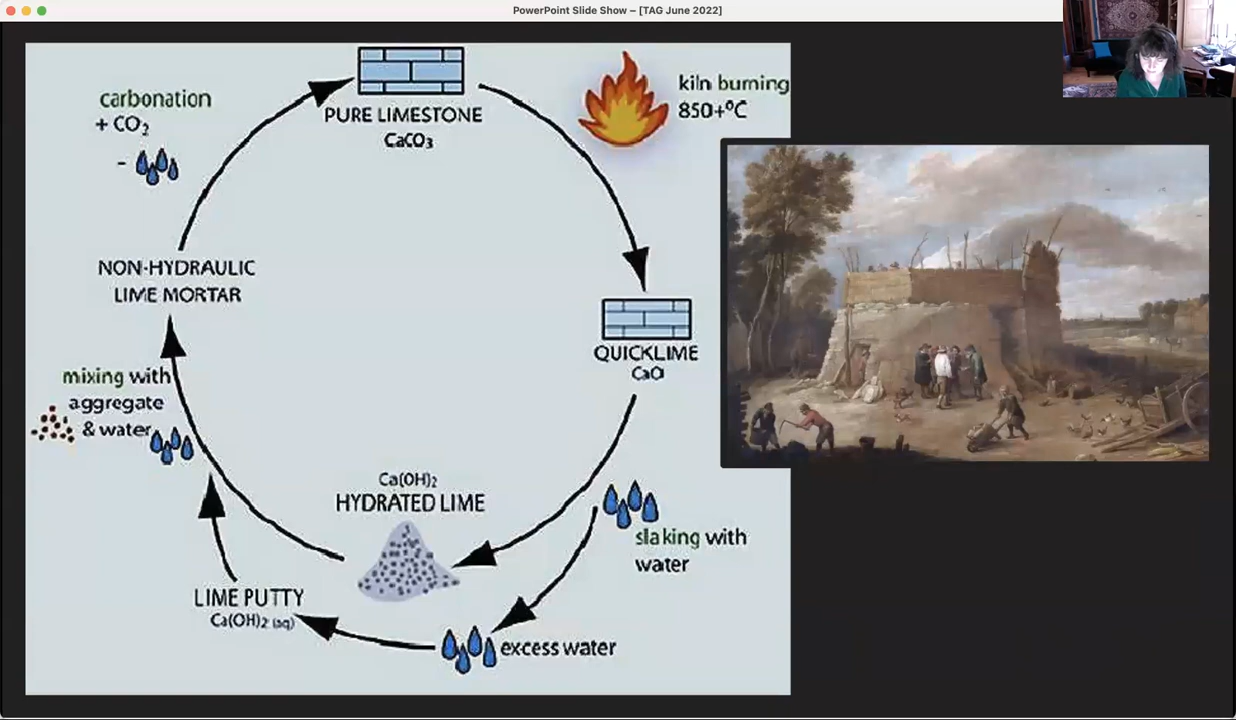 PowerPoint Slide Show – [TAG June 2022]
PURE LIMESTONE
CaCO₃
kiln burning
850+⁰C
QUICKLIME
CaO
slaking with
water
Ca(OH)₂
HYDRATED LIME
excess water
LIME PUTTY
Ca(OH)₂ (aq)
mixing with
aggregate
& water
NON-HYDRAULIC
LIME MORTAR
carbonation
+ CO₂
-